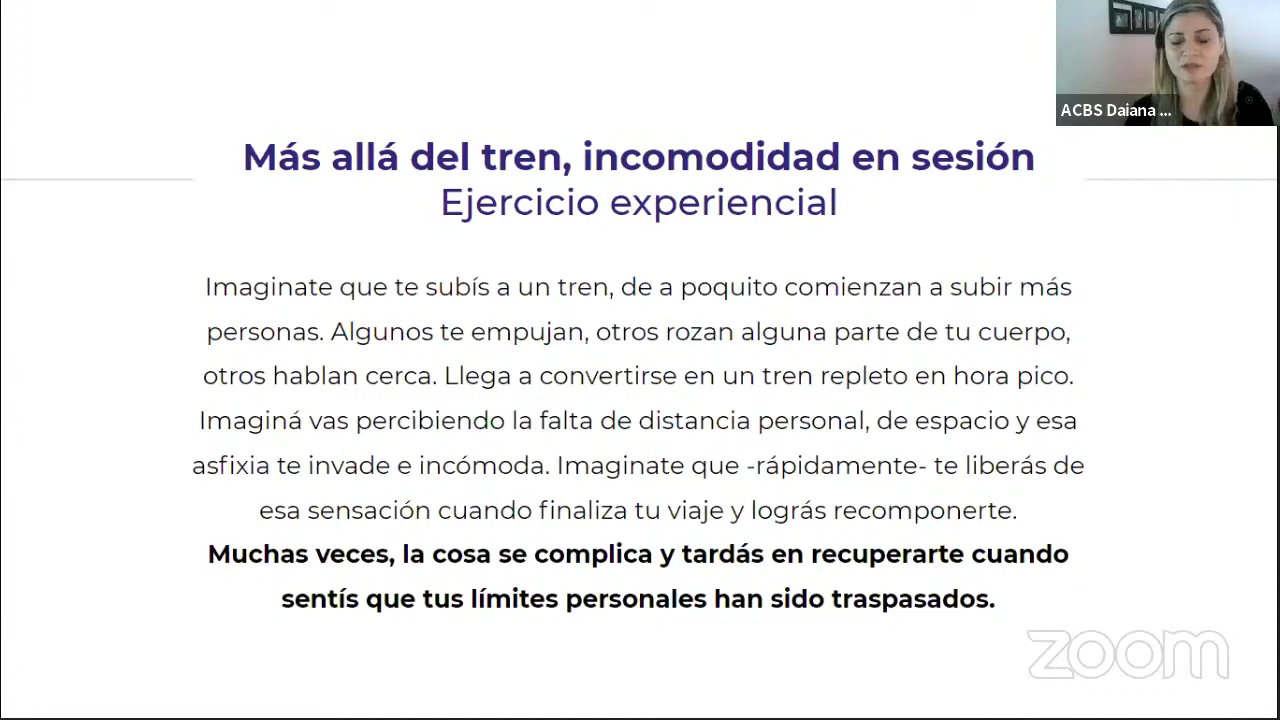 ACBS Daiana ...
Más allá del tren, incomodidad en sesión
Ejercicio experiencial
Imaginate que te subís a un tren, de a poquito comienzan a subir más
personas. Algunos te empujan, otros rozan alguna parte de tu cuerpo,
otros hablan cerca. Llega a convertirse en un tren repleto en hora pico.
Imaginá vas percibiendo la falta de distancia personal, de espacio y esa
asfixia te invade e incómoda. Imaginate que -rápidamente- te liberás de
esa sensación cuando finaliza tu viaje y lográs recomponerte.
Muchas veces, la cosa se complica y tardás en recuperarte cuando
sentís que tus límites personales han sido traspasados.
zoom